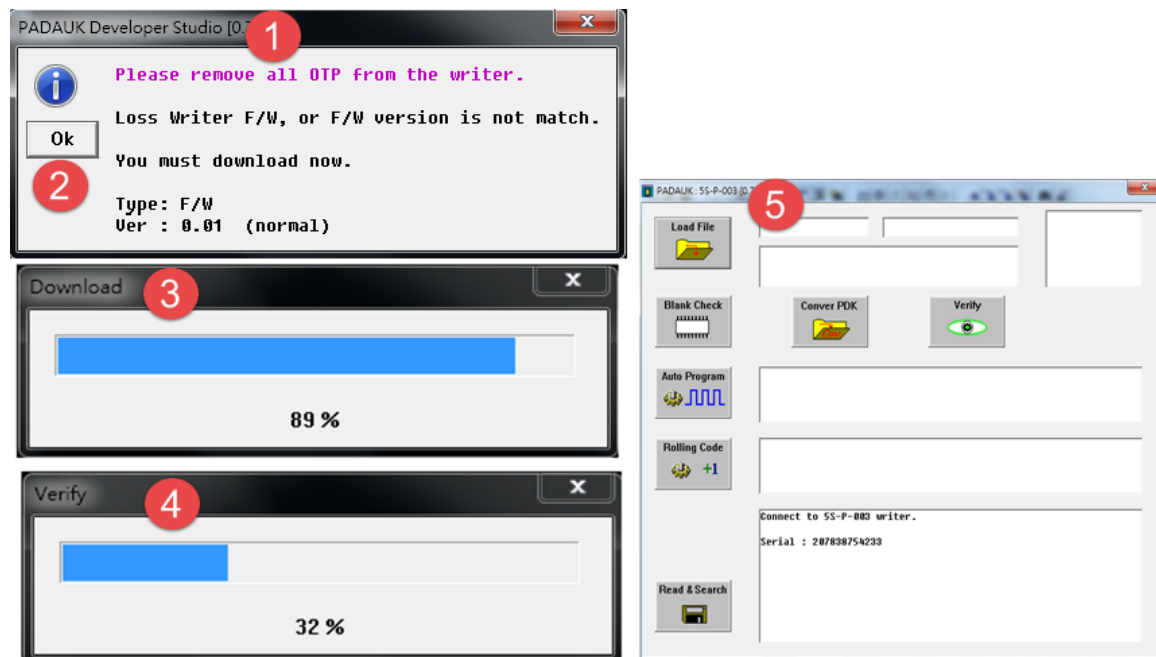 PADAUK Developer Studio [0.
1
x
Please remove all OTP from the writer.
Loss Writer F/W, or F/W version is not match.
Ok
You must download now.
2
Type: F/W
Ver : 0.01 (normal)
Download
3
x
89 %
Verify
4
x
32 %
PADAUK : 5S-P-003 [0.
5
x
Load File
Blank Check
Conver PDK
Verify
Auto Program
Rolling Code
+1
Connect to 5S-P-003 writer.
Serial : 207838754233
Read & Search